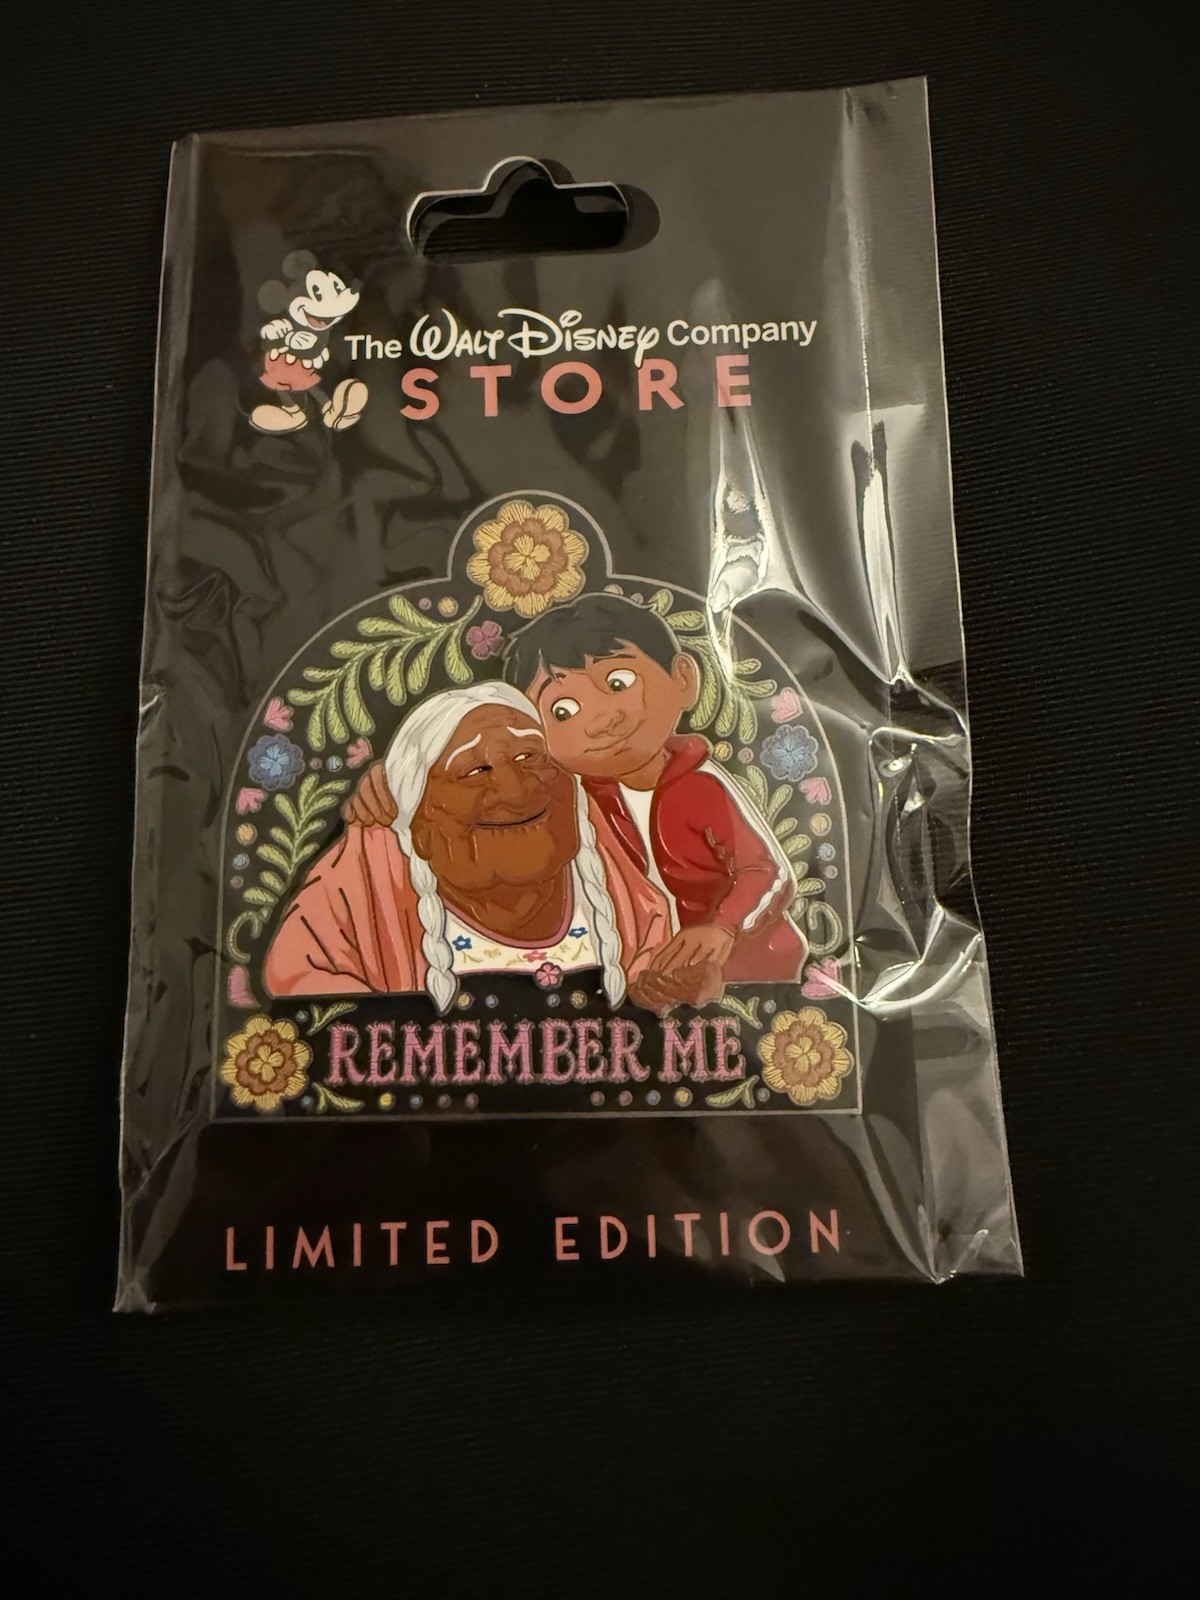 The Walt Disney Company
STORE
REMEMBER ME
LIMITED EDITION